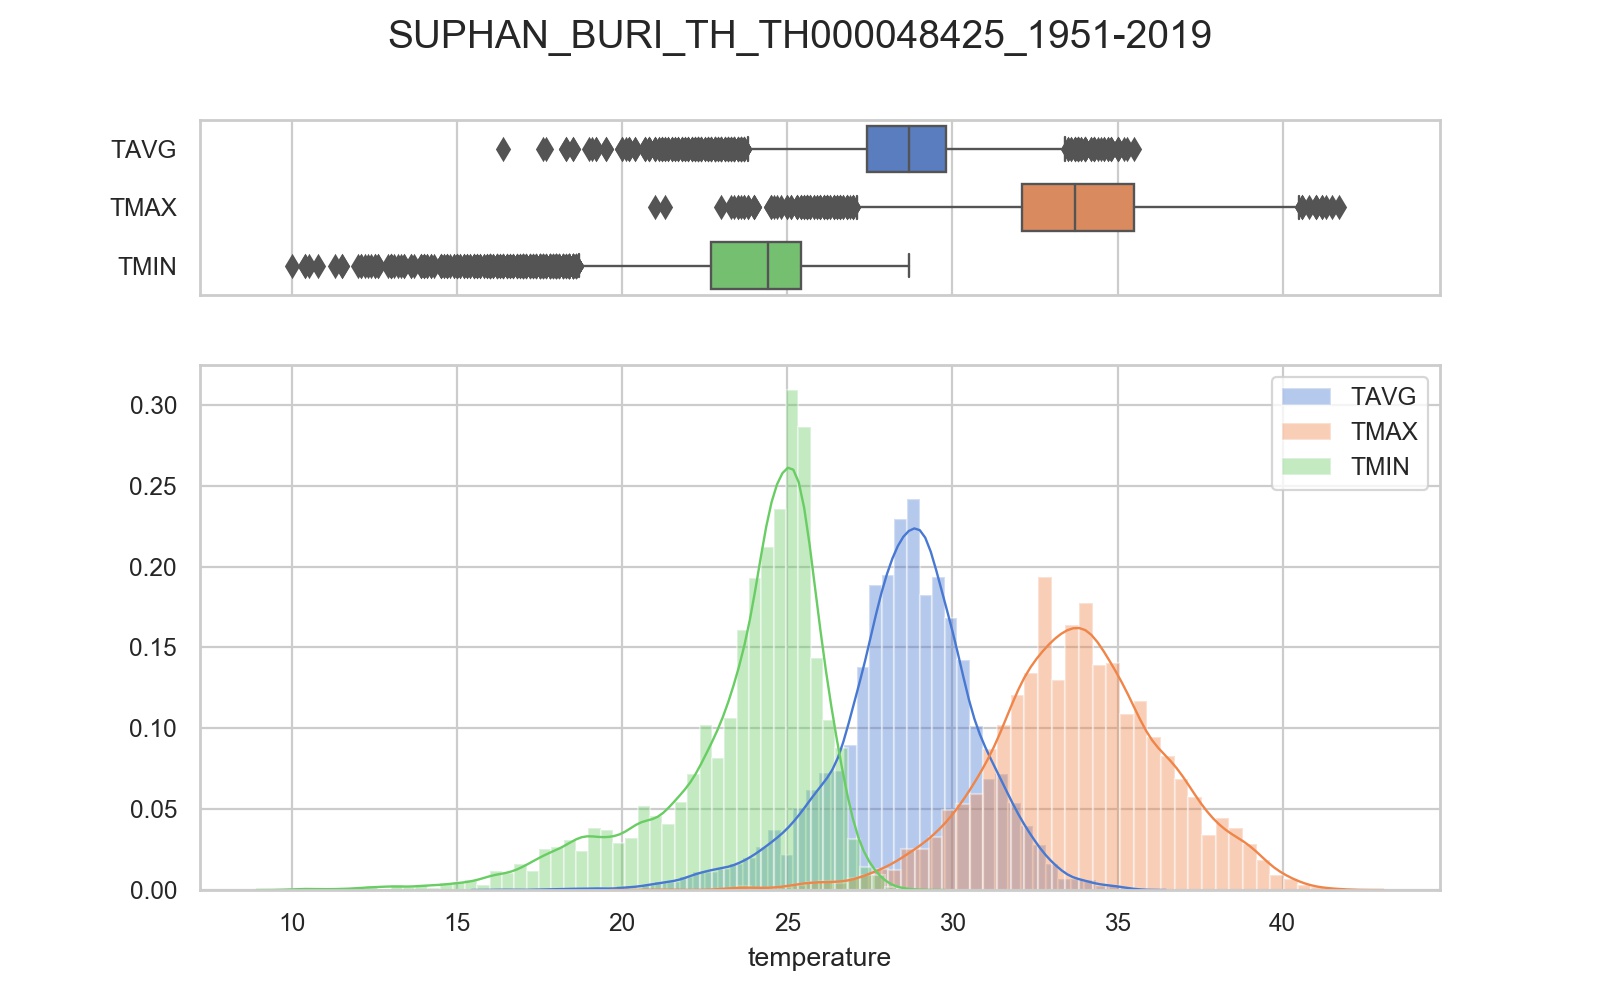 SUPHAN_BURI_TH_TH000048425_1951-2019
TAVG
TMAX
TMIN
0.30
0.25
0.20
0.15
0.10
0.05
0.00
TAVG
TMAX
TMIN
10 15 20 25 30 35 40
temperature